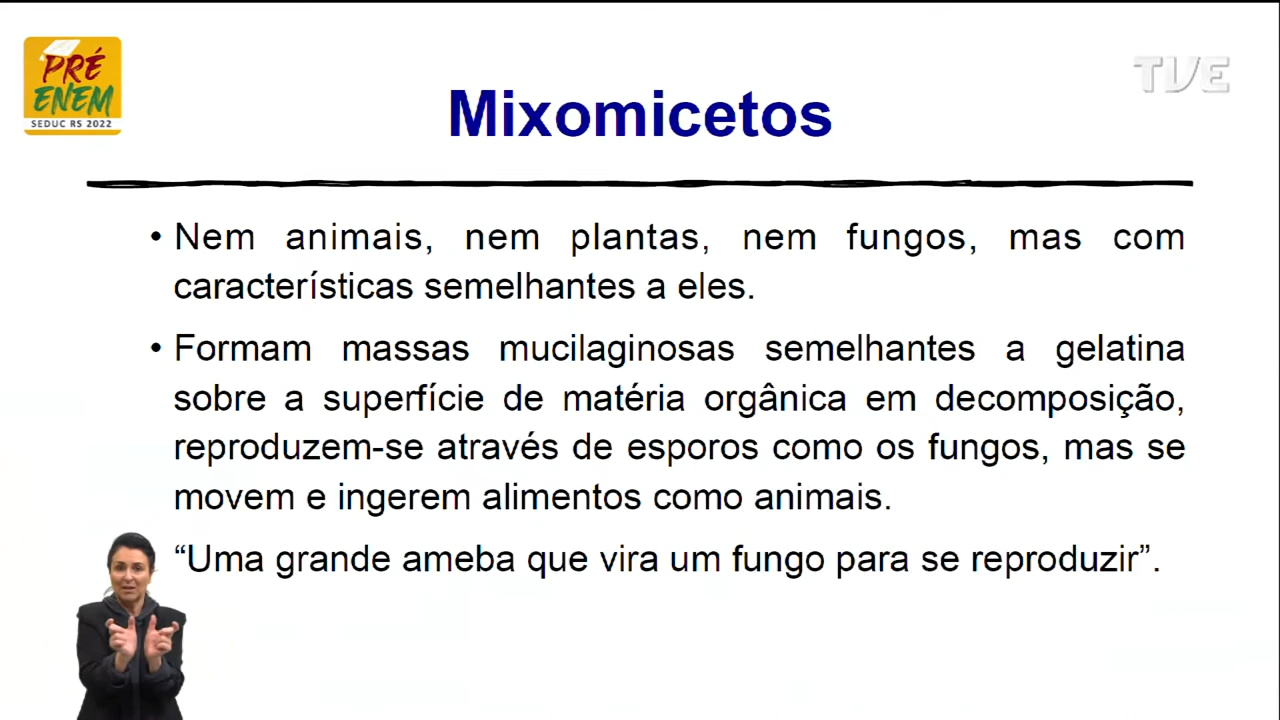 PRÉ
ENEM
SEDUC RS 2022
TVE
Mixomicetos
• Nem animais, nem plantas, nem fungos, mas com
características semelhantes a eles.
• Formam massas mucilaginosas semelhantes a gelatina
sobre a superfície de matéria orgânica em decomposição,
reproduzem-se através de esporos como os fungos, mas se
movem e ingerem alimentos como animais.
“Uma grande ameba que vira um fungo para se reproduzir”.